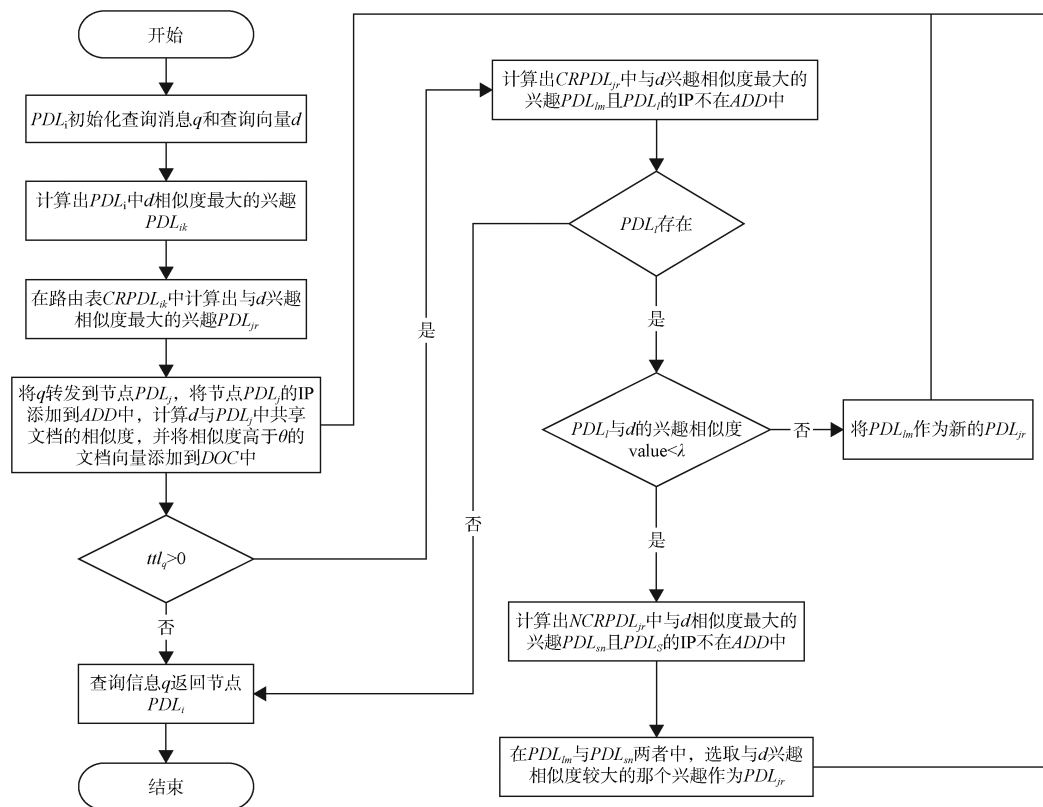 开始
PDLi初始化查询消息q和查询向量d
计算出PDLi中d相似度最大的兴趣
PDLik
在路由表CRPDLik中计算出与d兴趣
相似度最大的兴趣PDLjr
将q转发到节点PDLj，将节点PDLj的IP
添加到ADD中，计算d与PDLj中共享
文档的相似度，并将相似度高于θ的
文档向量添加到DOC中
ttlq>0
否
查询信息q返回节点
PDLi
结束
是
计算出CRPDLjr中与d兴趣相似度最大的
兴趣PDLlm且PDLl的IP不在ADD中
PDLl存在
否
是
PDLl与d的兴趣相似度
value<λ
否
将PDLlm作为新的PDLjr
是
计算出NCRPDLjr中与d相似度最大的
兴趣PDLsn且PDLS的IP不在ADD中
在PDLlm与PDLsn两者中，选取与d兴趣
相似度较大的那个兴趣作为PDLjr